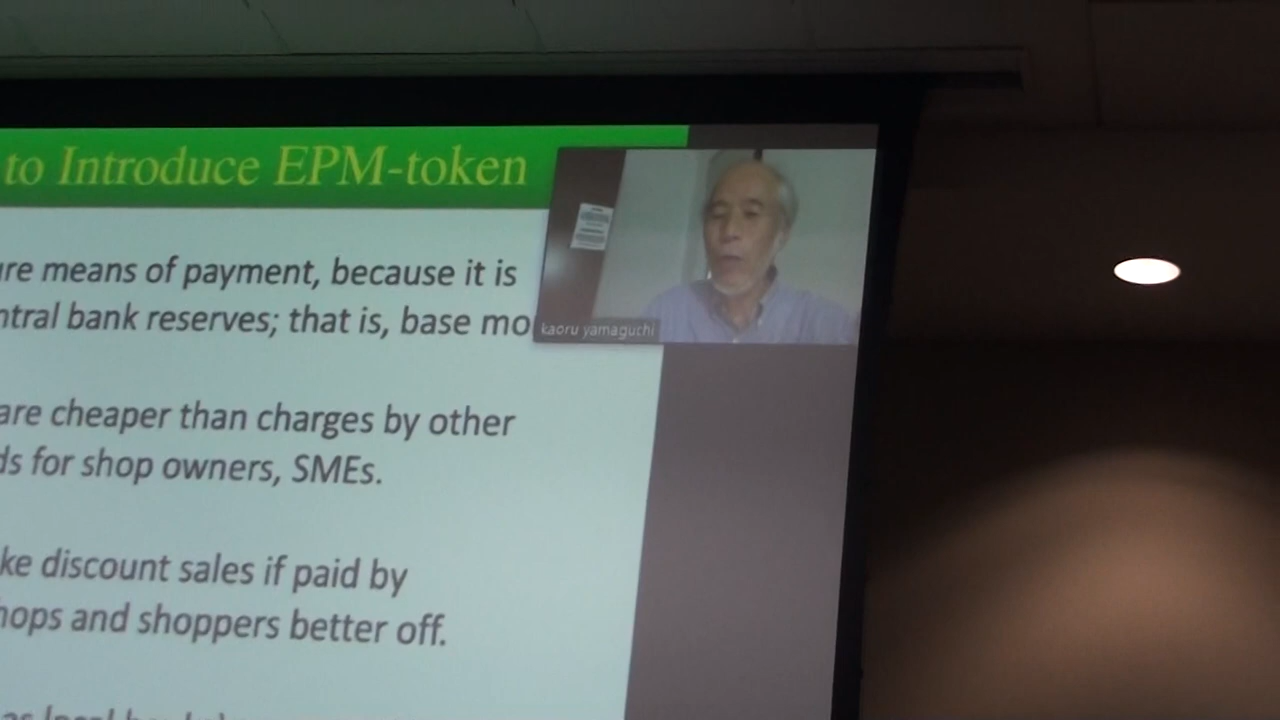 to Introduce EPM-token
ure means of payment, because it is
ntral bank reserves; that is, base mo
kaoru yamaguchi
are cheaper than charges by other
ds for shop owners, SMEs.
ke discount sales if paid by
hops and shoppers better off.